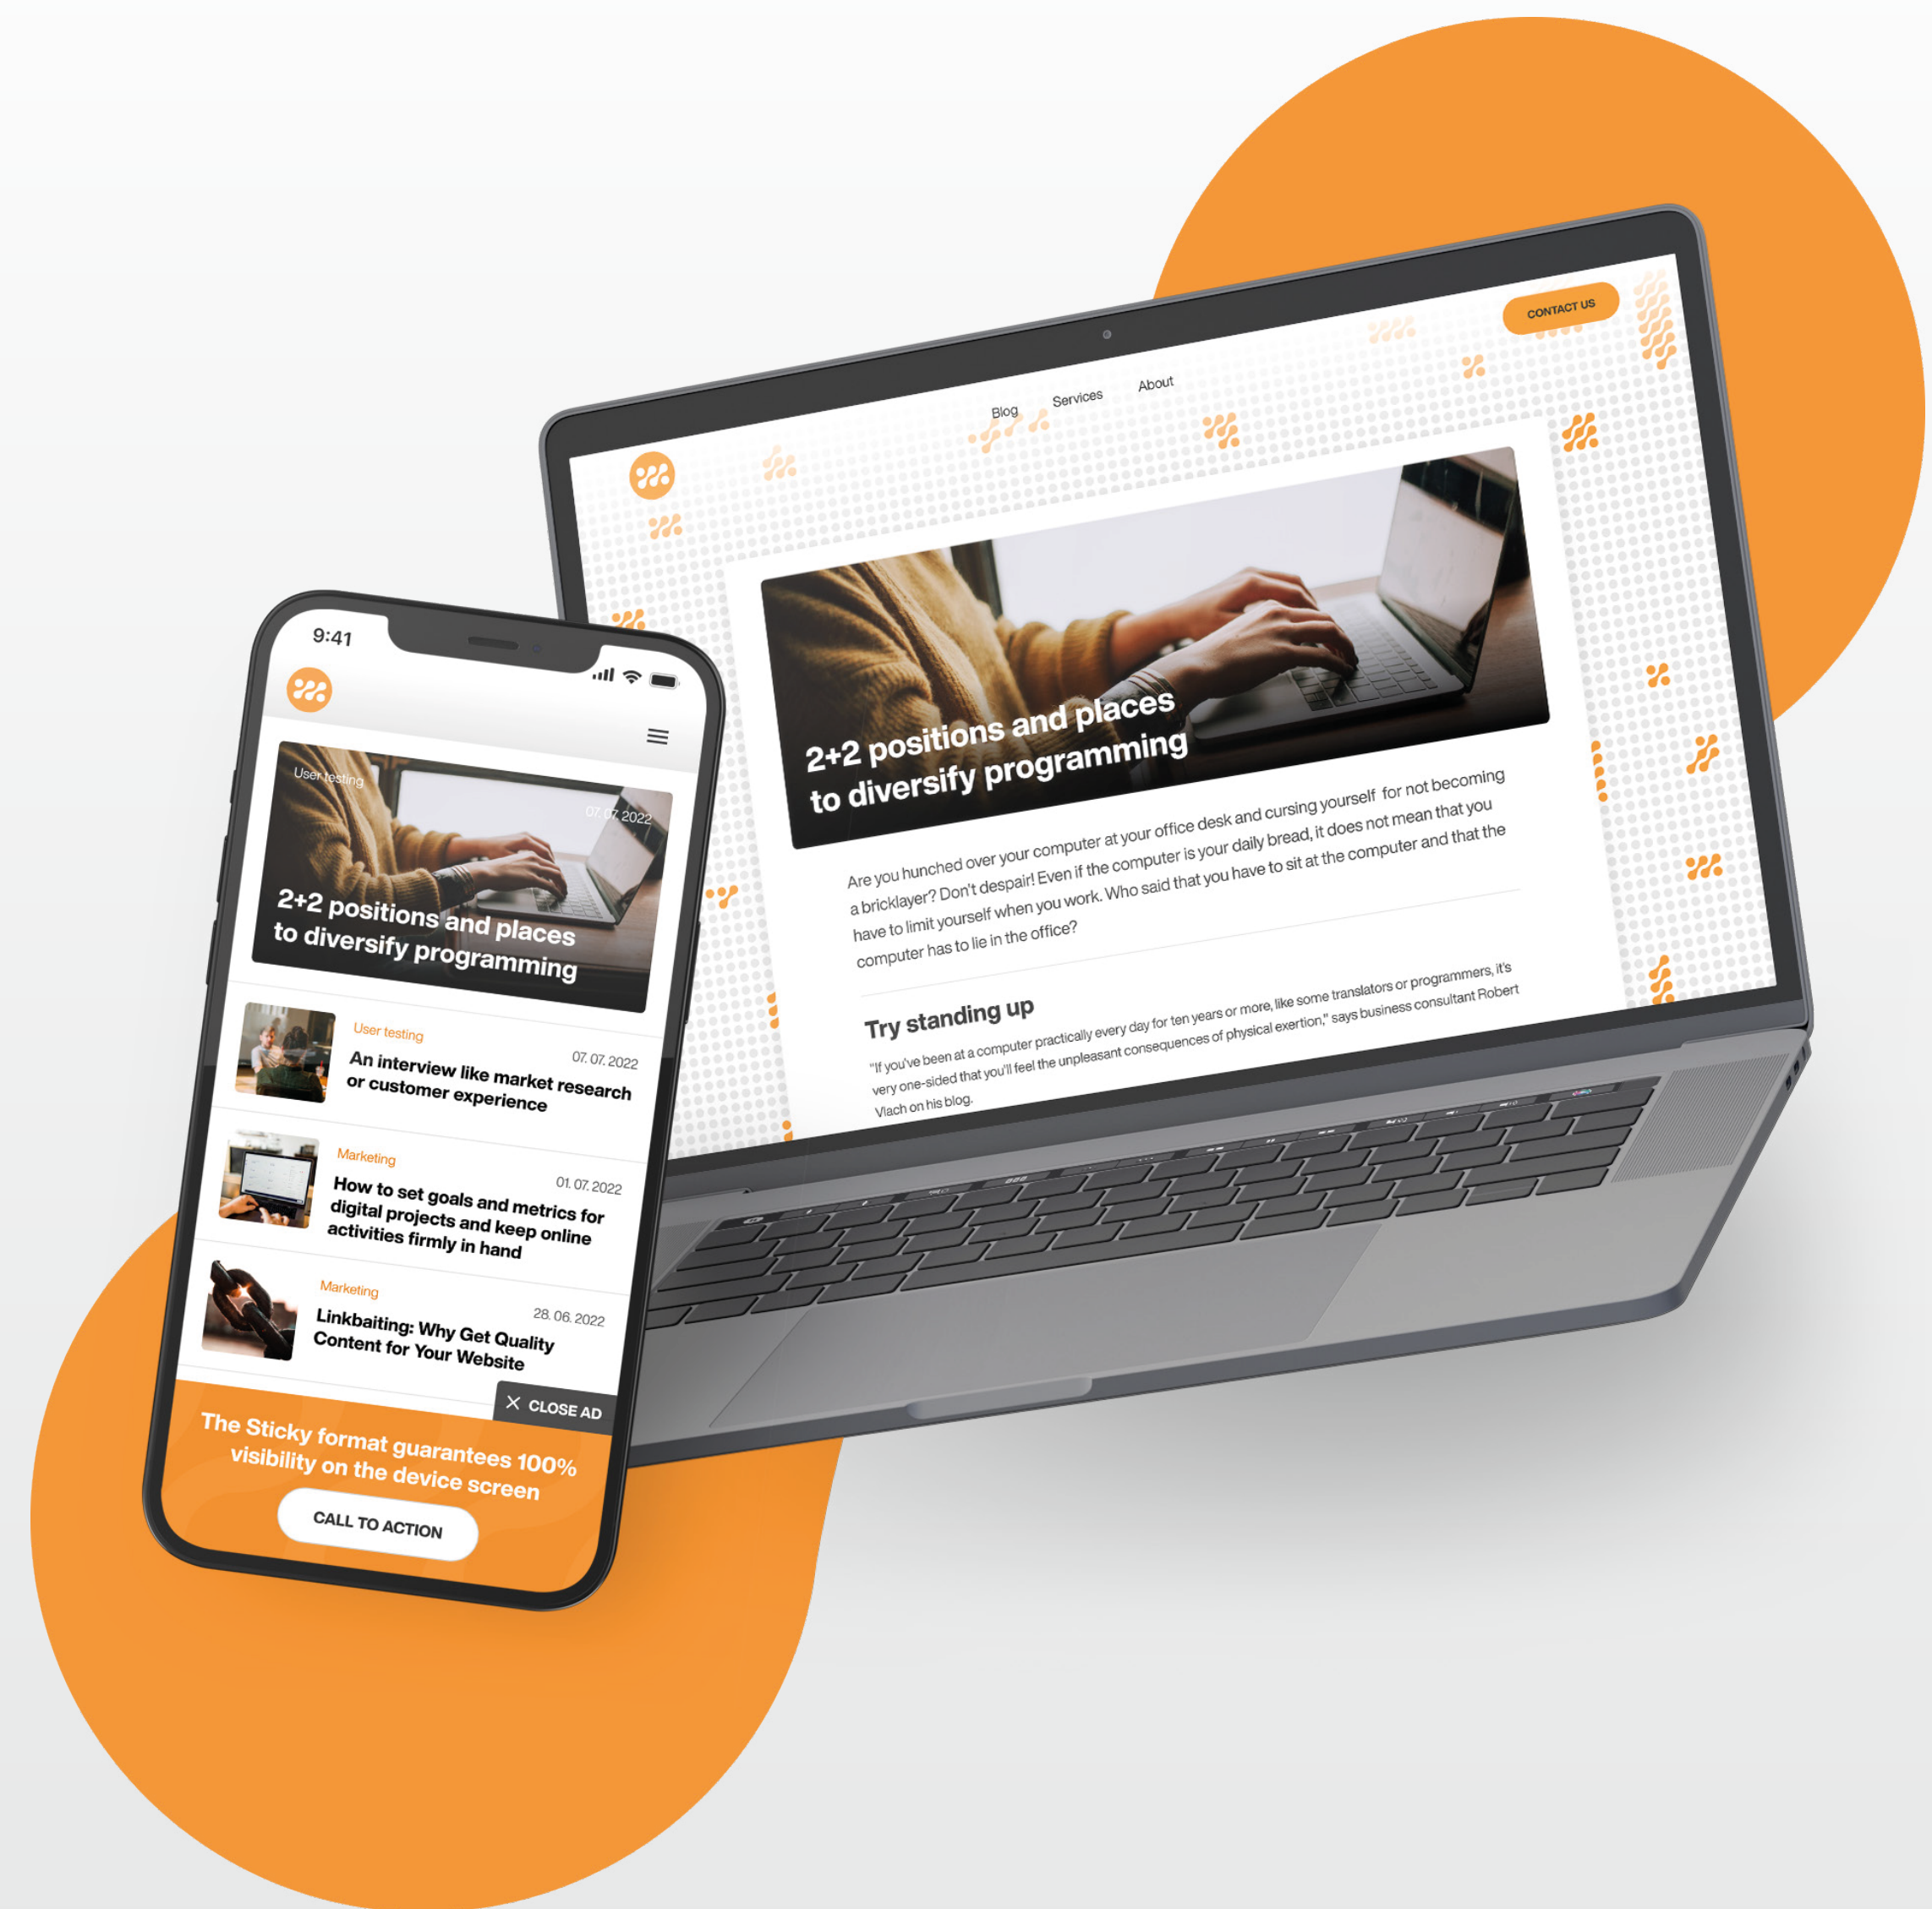 CONTACT US
Blog Services About
2+2 positions and places
to diversify programming
Are you hunched over your computer at your office desk and cursing yourself for not becoming
a bricklayer? Don't despair! Even if the computer is your daily bread, it does not mean that you
have to limit yourself when you work. Who said that you have to sit at the computer and that the
computer has to lie in the office?
Try standing up
"If you've been at a computer practically every day for ten years or more, like some translators or programmers, it's
very one-sided that you'll feel the unpleasant consequences of physical exertion," says business consultant Robert
Vlach on his blog.
9:41
User testing
07. 07. 2022
2+2 positions and places
to diversify programming
User testing
07. 07. 2022
An interview like market research
or customer experience
Marketing
01. 07. 2022
How to set goals and metrics for
digital projects and keep online
activities firmly in hand
Marketing
28. 06. 2022
Linkbaiting: Why Get Quality
Content for Your Website
CLOSE AD
The Sticky format guarantees 100%
visibility on the device screen
CALL TO ACTION